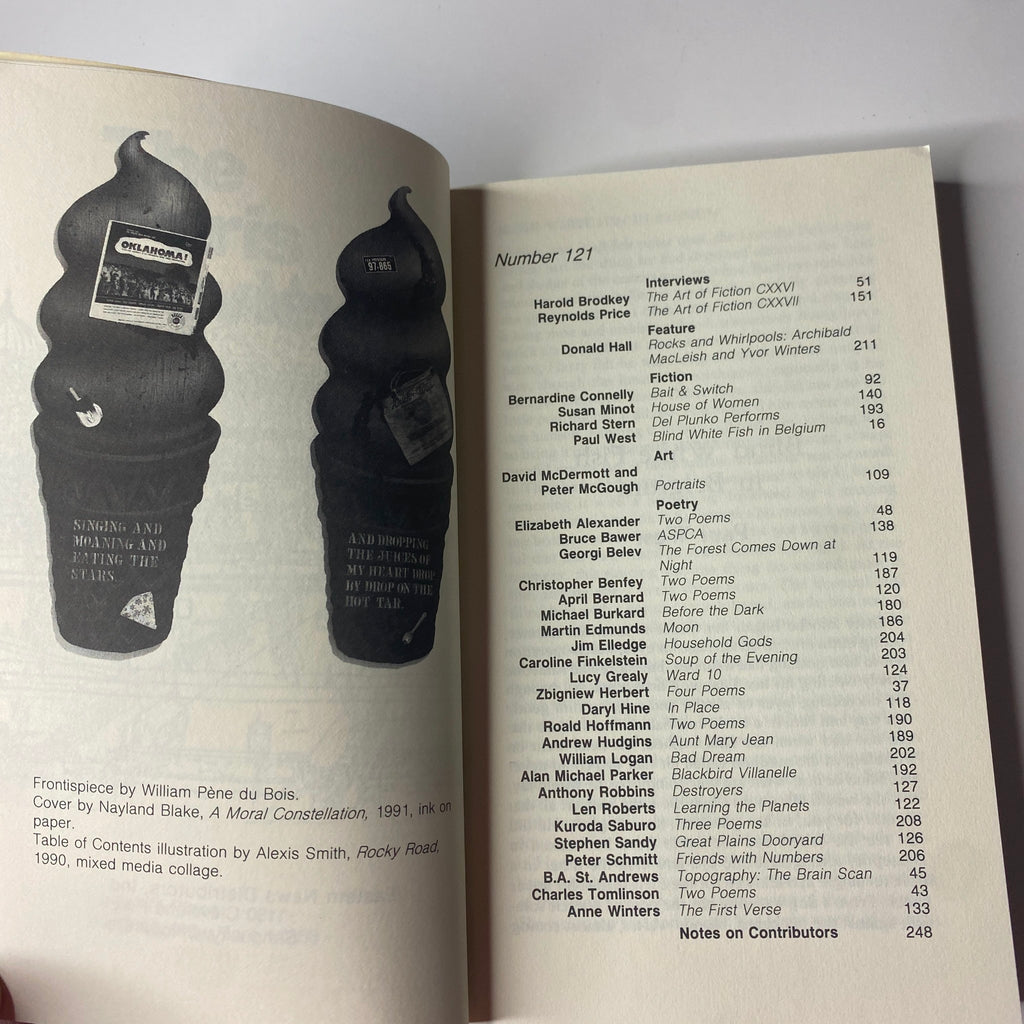 OKLAHOMA!
97·865
SINGING AND
MOANING AND
EATING THE
STARS.
AND DROPPING
THE JUICES OF
MY HEART DROP
BY DROP ON THE
HOT TAR.
Frontispiece by William Pène du Bois.
Cover by Nayland Blake, A Moral Constellation, 1991, ink on
paper.
Table of Contents illustration by Alexis Smith, Rocky Road,
1990, mixed media collage.
Number 121
Interviews
Harold Brodkey The Art of Fiction CXXVI 51
Reynolds Price The Art of Fiction CXXVII 151
Feature
Donald Hall Rocks and Whirlpools: Archibald
MacLeish and Yvor Winters 211
Fiction
Bernardine Connelly Bait & Switch 92
Susan Minot House of Women 140
Richard Stern Del Plunko Performs 193
Paul West Blind White Fish in Belgium 16
Art
David McDermott and
Peter McGough Portraits 109
Poetry
Elizabeth Alexander Two Poems 48
Bruce Bawer ASPCA 138
Georgi Belev The Forest Comes Down at
Night 119
Christopher Benfey Two Poems 187
April Bernard Two Poems 120
Michael Burkard Before the Dark 180
Martin Edmunds Moon 186
Jim Elledge Household Gods 204
Caroline Finkelstein Soup of the Evening 203
Lucy Grealy Ward 10 124
Zbigniew Herbert Four Poems 37
Daryl Hine In Place 118
Roald Hoffmann Two Poems 190
Andrew Hudgins Aunt Mary Jean 189
William Logan Bad Dream 202
Alan Michael Parker Blackbird Villanelle 192
Anthony Robbins Destroyers 127
Len Roberts Learning the Planets 122
Kuroda Saburo Three Poems 208
Stephen Sandy Great Plains Dooryard 126
Peter Schmitt Friends with Numbers 206
B.A. St. Andrews Topography: The Brain Scan 45
Charles Tomlinson Two Poems 43
Anne Winters The First Verse 133
Notes on Contributors 248